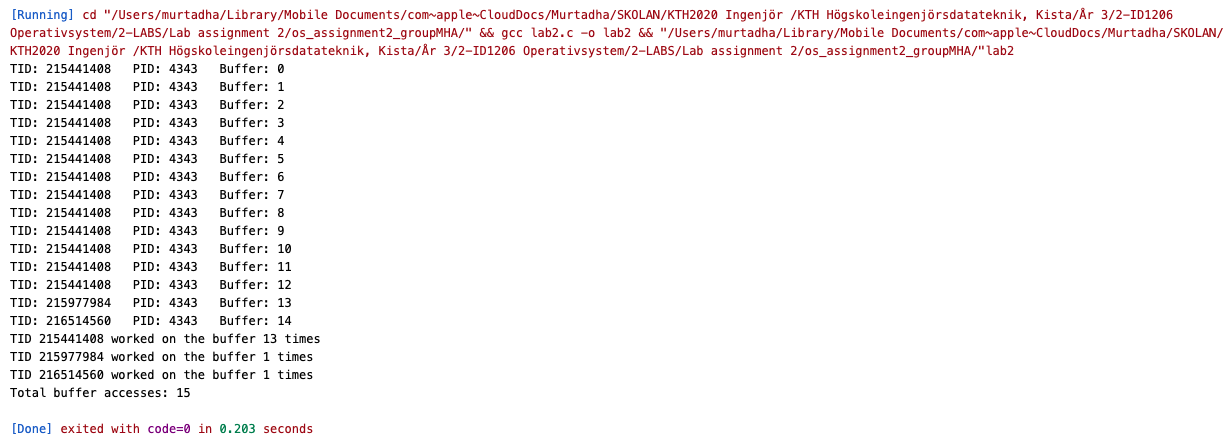 [Running] cd "/Users/murtadha/Library/Mobile Documents/com~apple~CloudDocs/Murtadha/SKOLAN/KTH2020 Ingenjör /KTH Högskoleingenjörsdatateknik, Kista/År 3/2-ID1206
Operativsystem/2-LABS/Lab assignment 2/os_assignment2_groupMHA/" && gcc lab2.c -o lab2 && "/Users/murtadha/Library/Mobile Documents/com~apple~CloudDocs/Murtadha/SKOLAN/
KTH2020 Ingenjör /KTH Högskoleingenjörsdatateknik, Kista/År 3/2-ID1206 Operativsystem/2-LABS/Lab assignment 2/os_assignment2_groupMHA/"lab2
TID: 215441408   PID: 4343   Buffer: 0
TID: 215441408   PID: 4343   Buffer: 1
TID: 215441408   PID: 4343   Buffer: 2
TID: 215441408   PID: 4343   Buffer: 3
TID: 215441408   PID: 4343   Buffer: 4
TID: 215441408   PID: 4343   Buffer: 5
TID: 215441408   PID: 4343   Buffer: 6
TID: 215441408   PID: 4343   Buffer: 7
TID: 215441408   PID: 4343   Buffer: 8
TID: 215441408   PID: 4343   Buffer: 9
TID: 215441408   PID: 4343   Buffer: 10
TID: 215441408   PID: 4343   Buffer: 11
TID: 215441408   PID: 4343   Buffer: 12
TID: 215977984   PID: 4343   Buffer: 13
TID: 216514560   PID: 4343   Buffer: 14
TID 215441408 worked on the buffer 13 times
TID 215977984 worked on the buffer 1 times
TID 216514560 worked on the buffer 1 times
Total buffer accesses: 15
[Done] exited with code=0 in 0.203 seconds